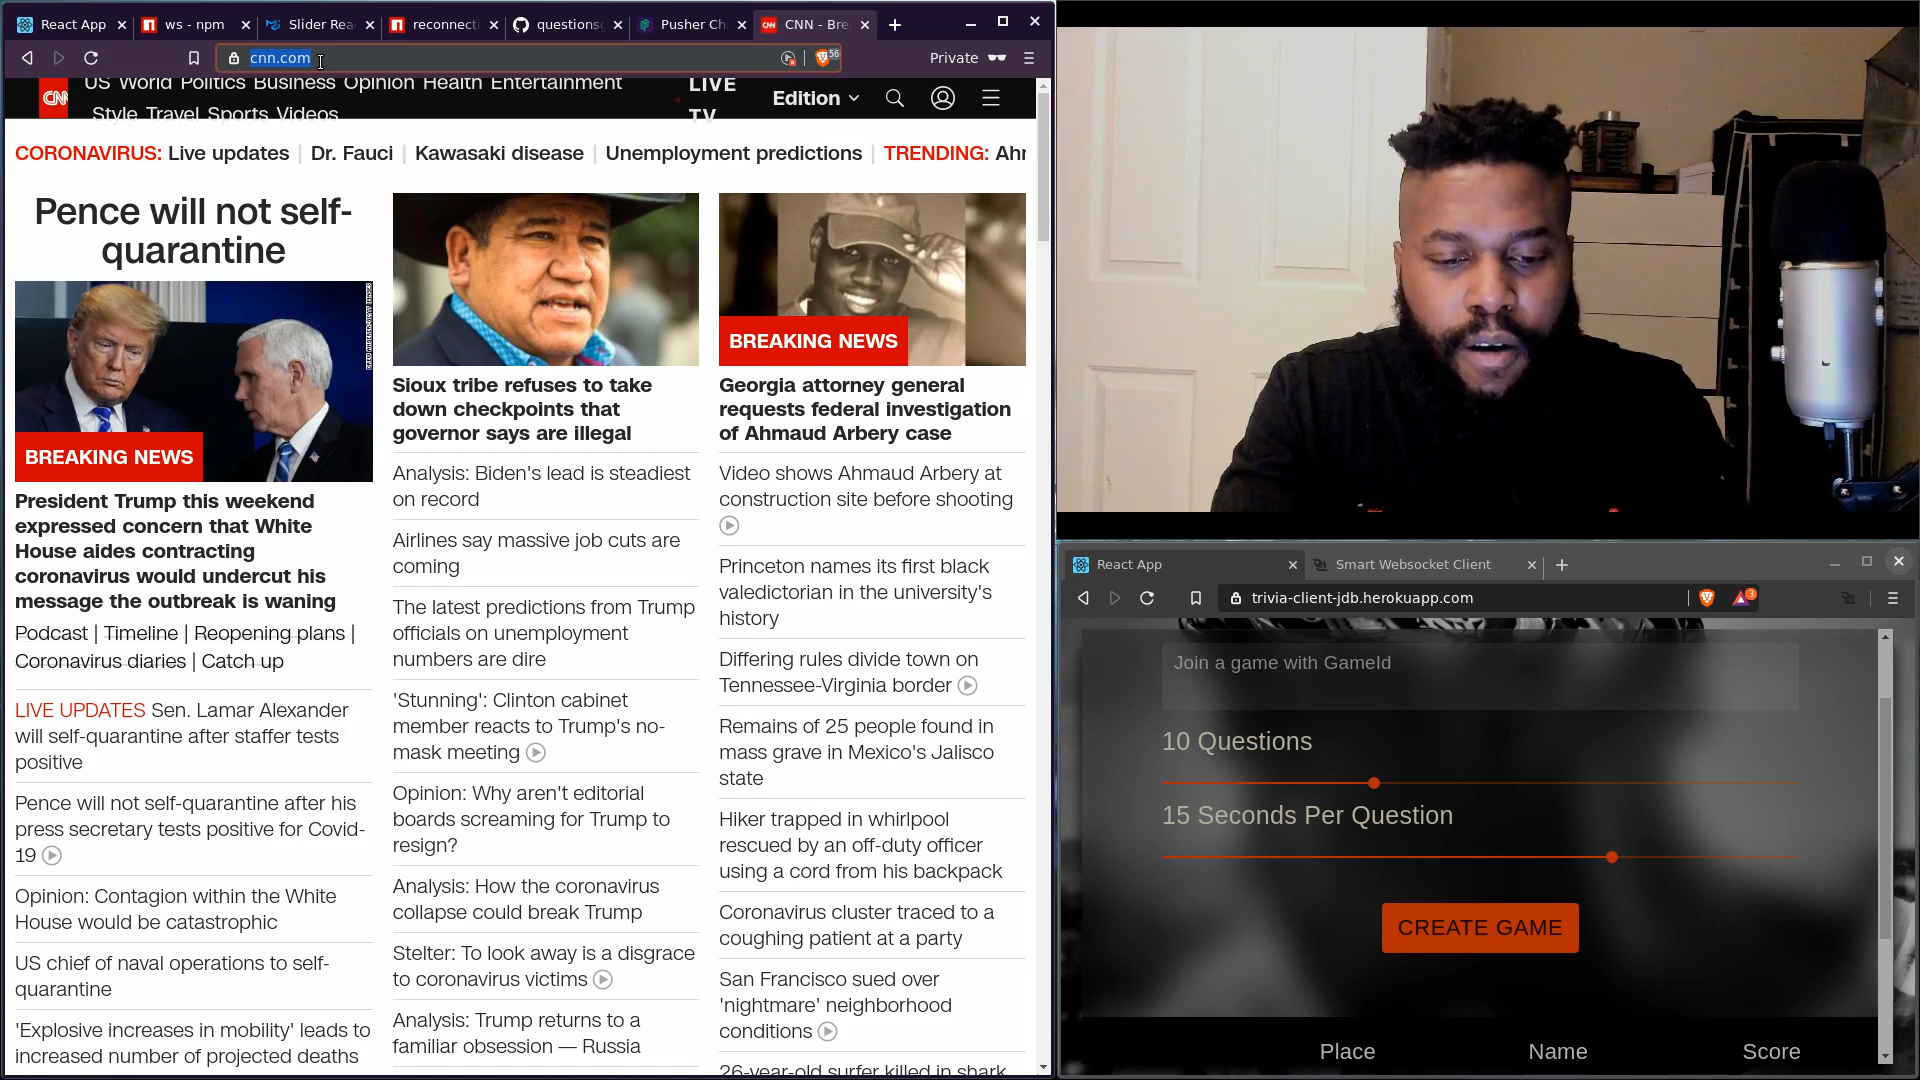 React App
ws - npm
Slider Rea
reconnecti
questionsg
Pusher Ch
CNN - Bre
cnn.com
56
Private
CNN
US World Politics Business Opinion Health Entertainment
Style Travel Sports Videos
LIVE
TV
Edition
CORONAVIRUS: Live updates | Dr. Fauci | Kawasaki disease | Unemployment predictions | TRENDING: Ahr
Pence will not self-
quarantine
BREAKING NEWS
President Trump this weekend
expressed concern that White
House aides contracting
coronavirus would undercut his
message the outbreak is waning
Podcast | Timeline | Reopening plans |
Coronavirus diaries | Catch up
LIVE UPDATES Sen. Lamar Alexander
will self-quarantine after staffer tests
positive
Pence will not self-quarantine after his
press secretary tests positive for Covid-
19
Opinion: Contagion within the White
House would be catastrophic
US chief of naval operations to self-
quarantine
'Explosive increases in mobility' leads to
increased number of projected deaths
Sioux tribe refuses to take
down checkpoints that
governor says are illegal
Analysis: Biden's lead is steadiest
on record
Airlines say massive job cuts are
coming
The latest predictions from Trump
officials on unemployment
numbers are dire
'Stunning': Clinton cabinet
member reacts to Trump's no-
mask meeting
Opinion: Why aren't editorial
boards screaming for Trump to
resign?
Analysis: How the coronavirus
collapse could break Trump
Stelter: To look away is a disgrace
to coronavirus victims
Analysis: Trump returns to a
familiar obsession — Russia
BREAKING NEWS
Georgia attorney general
requests federal investigation
of Ahmaud Arbery case
Video shows Ahmaud Arbery at
construction site before shooting
Princeton names its first black
valedictorian in the university's
history
Differing rules divide town on
Tennessee-Virginia border
Remains of 25 people found in
mass grave in Mexico's Jalisco
state
Hiker trapped in whirlpool
rescued by an off-duty officer
using a cord from his backpack
Coronavirus cluster traced to a
coughing patient at a party
San Francisco sued over
'nightmare' neighborhood
conditions
26-year-old surfer killed in shark
React App
Smart Websocket Client
trivia-client-jdb.herokuapp.com
3
Join a game with GameId
10 Questions
15 Seconds Per Question
CREATE GAME
Place Name Score